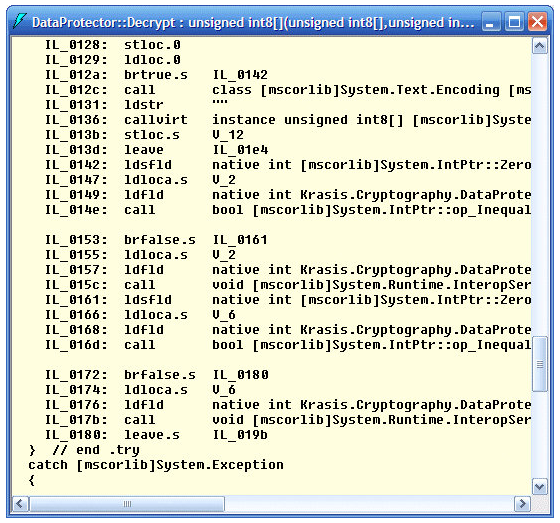 DataProtector::Decrypt : unsigned int8[](unsigned int8[],unsigned in...
IL_0128: stloc.0
IL_0129: ldloc.0
IL_012a: brtrue.s IL_0142
IL_012c: call class [mscorlib]System.Text.Encoding [ms
IL_0131: ldstr ""
IL_0136: callvirt instance unsigned int8[] [mscorlib]Syste
IL_013b: stloc.s V_12
IL_013d: leave IL_01e4
IL_0142: ldsfld native int [mscorlib]System.IntPtr::Zero
IL_0147: ldloca.s V_2
IL_0149: ldfld native int Krasis.Cryptography.DataProte
IL_014e: call bool [mscorlib]System.IntPtr::op_Inequal
IL_0153: brfalse.s IL_0161
IL_0155: ldloca.s V_2
IL_0157: ldfld native int Krasis.Cryptography.DataProte
IL_015c: call void [mscorlib]System.Runtime.InteropSer
IL_0161: ldsfld native int [mscorlib]System.IntPtr::Zero
IL_0166: ldloca.s V_6
IL_0168: ldfld native int Krasis.Cryptography.DataProte
IL_016d: call bool [mscorlib]System.IntPtr::op_Inequal
IL_0172: brfalse.s IL_0180
IL_0174: ldloca.s V_6
IL_0176: ldfld native int Krasis.Cryptography.DataProte
IL_017b: call void [mscorlib]System.Runtime.InteropSer
IL_0180: leave.s IL_019b
} // end .try
catch [mscorlib]System.Exception
{